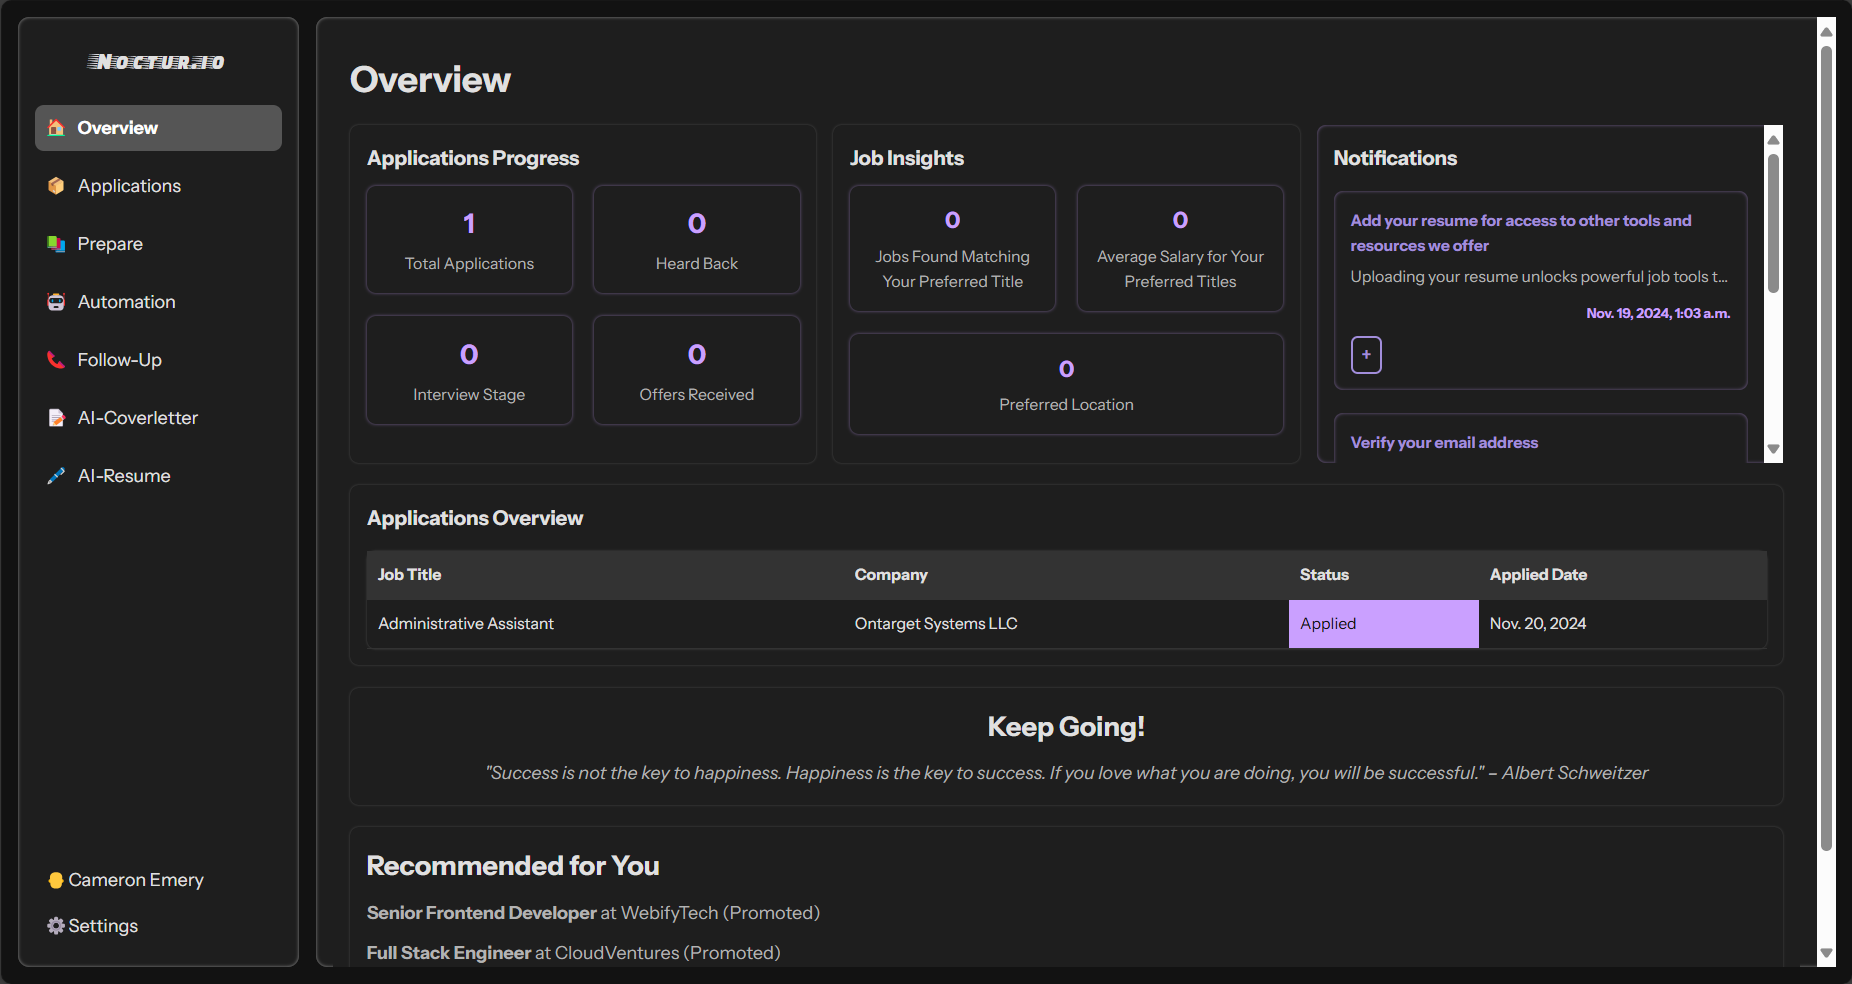 Noctur.io
Overview
Applications
Prepare
Automation
Follow-Up
AI-Coverletter
AI-Resume
Cameron Emery
Settings
Overview
Applications Progress
1
Total Applications
0
Heard Back
0
Interview Stage
0
Offers Received
Job Insights
0
Jobs Found Matching
Your Preferred Title
0
Average Salary for Your
Preferred Titles
0
Preferred Location
Notifications
Add your resume for access to other tools and
resources we offer
Uploading your resume unlocks powerful job tools t...
Nov. 19, 2024, 1:03 a.m.
+
Verify your email address
Applications Overview
Job Title Company Status Applied Date
Administrative Assistant Ontarget Systems LLC Applied Nov. 20, 2024
Keep Going!
"Success is not the key to happiness. Happiness is the key to success. If you love what you are doing, you will be successful." – Albert Schweitzer
Recommended for You
Senior Frontend Developer at WebifyTech (Promoted)
Full Stack Engineer at CloudVentures (Promoted)